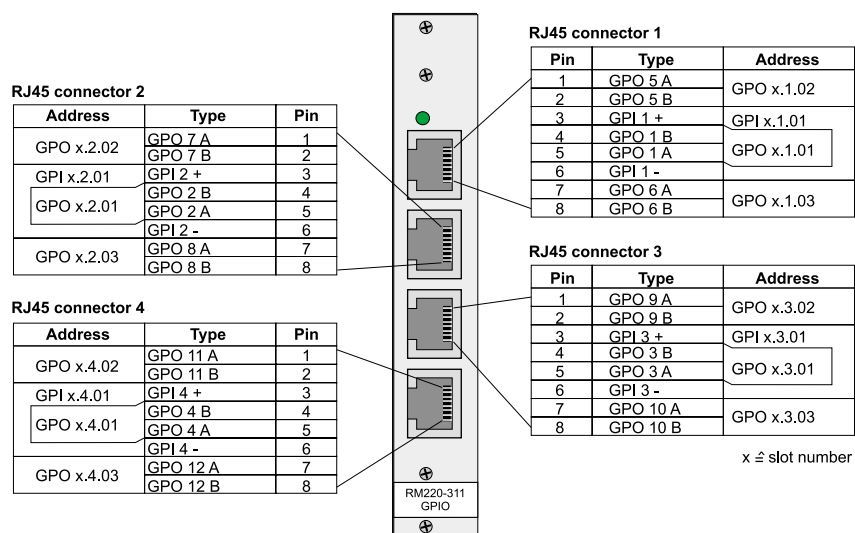 RJ45 connector 1
Pin Type Address
1 GPO 5 A GPO x.1.02
2 GPO 5 B
3 GPI 1 + GPI x.1.01
4 GPO 1 B GPO x.1.01
5 GPO 1 A
6 GPI 1 -
7 GPO 6 A GPO x.1.03
8 GPO 6 B
RJ45 connector 2
Address Type Pin
GPO x.2.02 GPO 7 A 1
GPO 7 B 2
GPI x.2.01 GPI 2 + 3
GPO x.2.01 GPO 2 B 4
GPO 2 A 5
GPI 2 - 6
GPO x.2.03 GPO 8 A 7
GPO 8 B 8
RJ45 connector 3
Pin Type Address
1 GPO 9 A GPO x.3.02
2 GPO 9 B
3 GPI 3 + GPI x.3.01
4 GPO 3 B GPO x.3.01
5 GPO 3 A
6 GPI 3 -
7 GPO 10 A GPO x.3.03
8 GPO 10 B
x ≙ slot number
RJ45 connector 4
Address Type Pin
GPO x.4.02 GPO 11 A 1
GPO 11 B 2
GPI x.4.01 GPI 4 + 3
GPO x.4.01 GPO 4 B 4
GPO 4 A 5
GPI 4 - 6
GPO x.4.03 GPO 12 A 7
GPO 12 B 8
RM220-311
GPIO